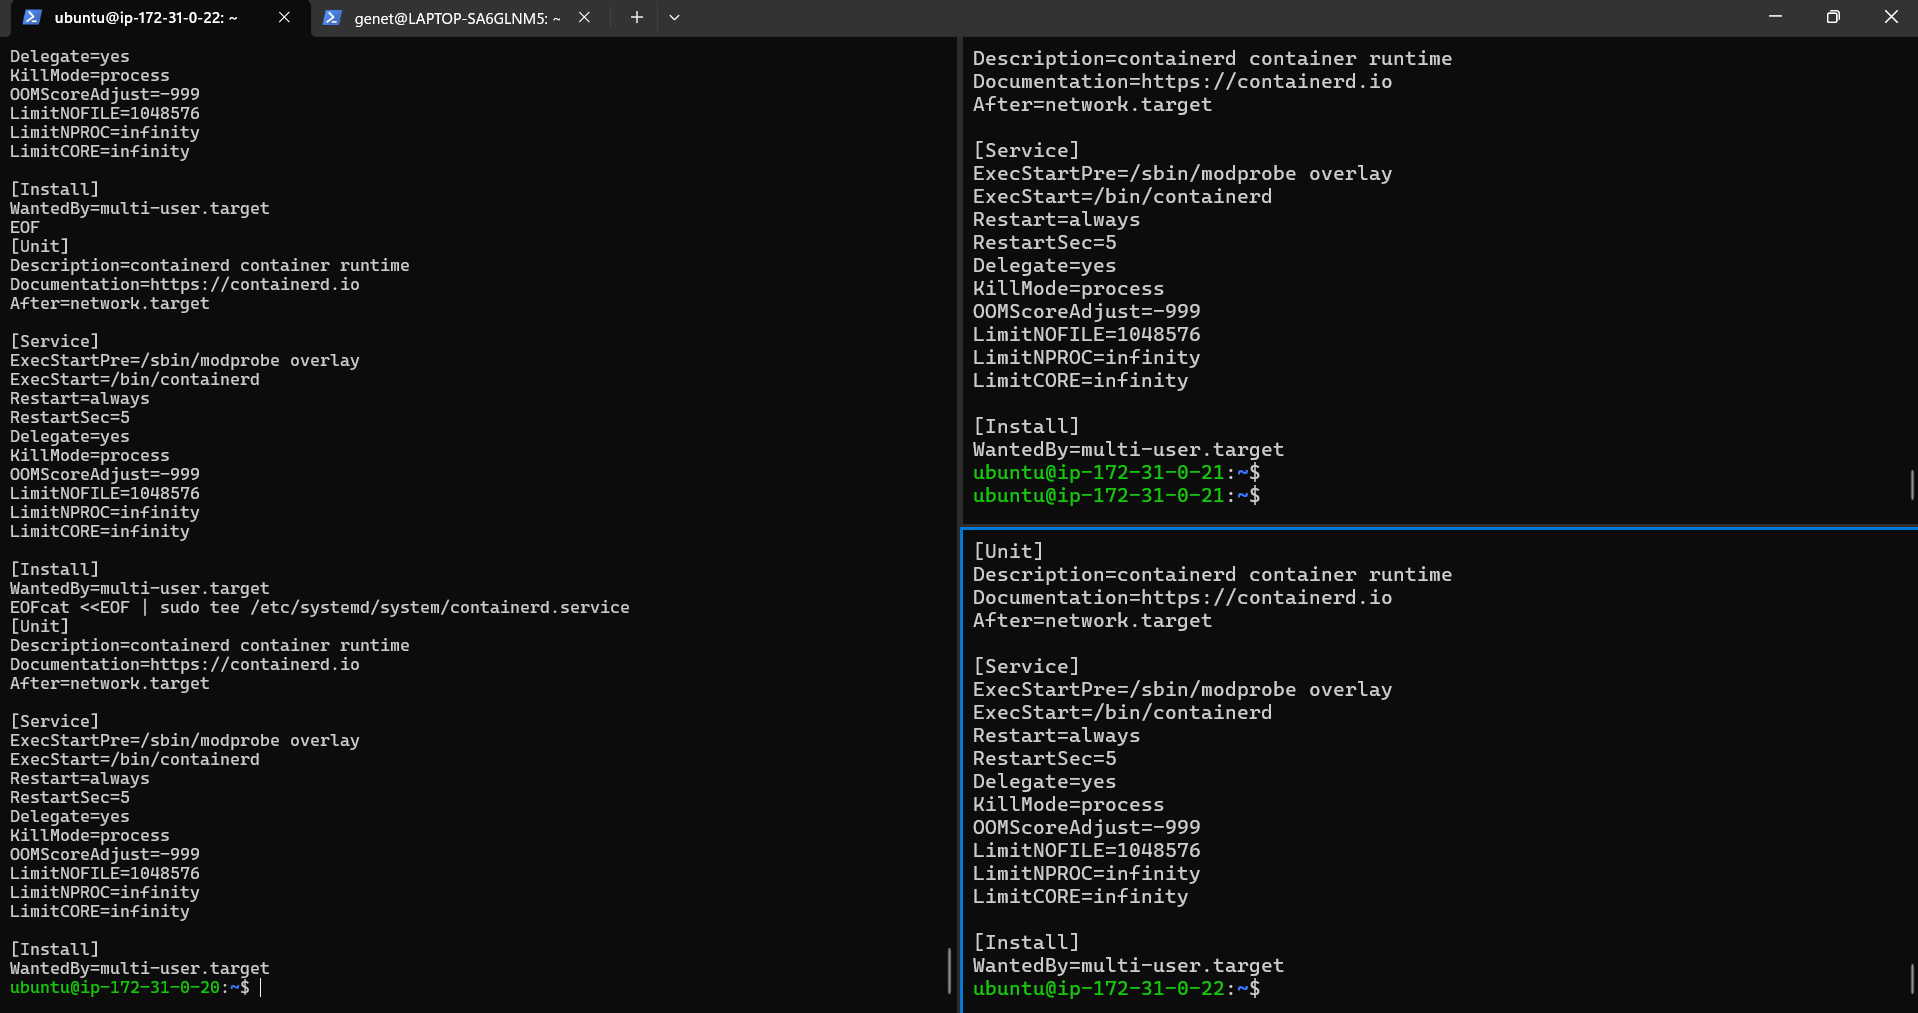 ubuntu@ip-172-31-0-22: ~
genet@LAPTOP-SA6GLNM5: ~
Delegate=yes
KillMode=process
OOMScoreAdjust=-999
LimitNOFILE=1048576
LimitNPROC=infinity
LimitCORE=infinity
[Install]
WantedBy=multi-user.target
EOF
[Unit]
Description=containerd container runtime
Documentation=https://containerd.io
After=network.target
[Service]
ExecStartPre=/sbin/modprobe overlay
ExecStart=/bin/containerd
Restart=always
RestartSec=5
Delegate=yes
KillMode=process
OOMScoreAdjust=-999
LimitNOFILE=1048576
LimitNPROC=infinity
LimitCORE=infinity
[Install]
WantedBy=multi-user.target
EOFcat <<EOF | sudo tee /etc/systemd/system/containerd.service
[Unit]
Description=containerd container runtime
Documentation=https://containerd.io
After=network.target
[Service]
ExecStartPre=/sbin/modprobe overlay
ExecStart=/bin/containerd
Restart=always
RestartSec=5
Delegate=yes
KillMode=process
OOMScoreAdjust=-999
LimitNOFILE=1048576
LimitNPROC=infinity
LimitCORE=infinity
[Install]
WantedBy=multi-user.target
ubuntu@ip-172-31-0-20:~$
Description=containerd container runtime
Documentation=https://containerd.io
After=network.target
[Service]
ExecStartPre=/sbin/modprobe overlay
ExecStart=/bin/containerd
Restart=always
RestartSec=5
Delegate=yes
KillMode=process
OOMScoreAdjust=-999
LimitNOFILE=1048576
LimitNPROC=infinity
LimitCORE=infinity
[Install]
WantedBy=multi-user.target
ubuntu@ip-172-31-0-21:~$
ubuntu@ip-172-31-0-21:~$
[Unit]
Description=containerd container runtime
Documentation=https://containerd.io
After=network.target
[Service]
ExecStartPre=/sbin/modprobe overlay
ExecStart=/bin/containerd
Restart=always
RestartSec=5
Delegate=yes
KillMode=process
OOMScoreAdjust=-999
LimitNOFILE=1048576
LimitNPROC=infinity
LimitCORE=infinity
[Install]
WantedBy=multi-user.target
ubuntu@ip-172-31-0-22:~$